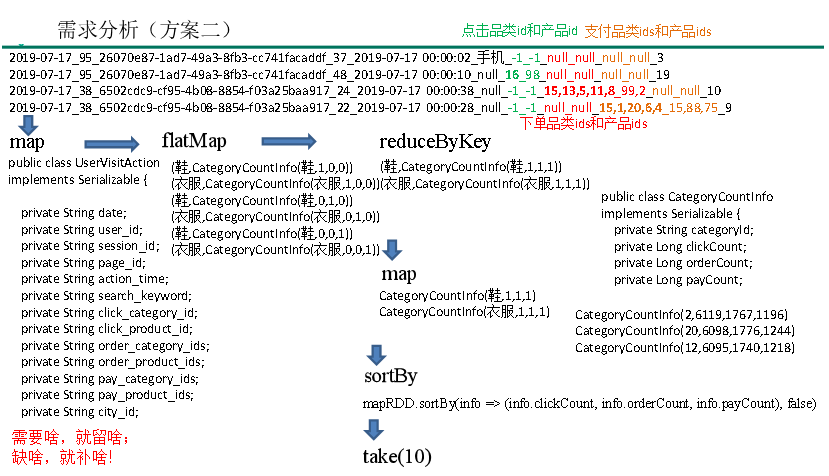 需求分析（方案二）
点击品类id和产品id 支付品类ids和产品ids
2019-07-17_95_26070e87-1ad7-49a3-8fb3-cc741facaddf_37_2019-07-17 00:00:02_手机_-1_-1_null_null_null_null_3
2019-07-17_95_26070e87-1ad7-49a3-8fb3-cc741facaddf_48_2019-07-17 00:00:10_null_16_98_null_null_null_null_19
2019-07-17_38_6502cdc9-cf95-4b08-8854-f03a25baa917_24_2019-07-17 00:00:38_null_-1_-1_15,13,5,11,8_99,2_null_null_10
2019-07-17_38_6502cdc9-cf95-4b08-8854-f03a25baa917_22_2019-07-17 00:00:28_null_-1_-1_null_null_15,1,20,6,4_15,88,75_9
下单品类ids和产品ids
map
public class UserVisitAction
implements Serializable {
private String date;
private String user_id;
private String session_id;
private String page_id;
private String action_time;
private String search_keyword;
private String click_category_id;
private String click_product_id;
private String order_category_ids;
private String order_product_ids;
private String pay_category_ids;
private String pay_product_ids;
private String city_id;
需要啥，就留啥；
缺啥，就补啥！
flatMap
(鞋,CategoryCountInfo(鞋,1,0,0))
(衣服,CategoryCountInfo(衣服,1,0,0))
(鞋,CategoryCountInfo(鞋,0,1,0))
(衣服,CategoryCountInfo(衣服,0,1,0))
(鞋,CategoryCountInfo(鞋,0,0,1))
(衣服,CategoryCountInfo(衣服,0,0,1))
reduceByKey
(鞋,CategoryCountInfo(鞋,1,1,1))
(衣服,CategoryCountInfo(衣服,1,1,1))
map
CategoryCountInfo(鞋,1,1,1)
CategoryCountInfo(衣服,1,1,1)
sortBy
mapRDD.sortBy(info => (info.clickCount, info.orderCount, info.payCount), false)
take(10)
public class CategoryCountInfo
implements Serializable {
private String categoryId;
private Long clickCount;
private Long orderCount;
private Long payCount;
CategoryCountInfo(2,6119,1767,1196)
CategoryCountInfo(20,6098,1776,1244)
CategoryCountInfo(12,6095,1740,1218)